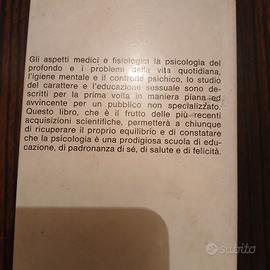 Gli aspetti medici e fisiologici la psicologia del
profondo e i problemi della vita quotidiana,
l'igiene mentale e il controllo psichico, lo studio
del carattere e l'educazione sessuale sono de-
scritti per la prima volta in maniera piana ed
avvincente per un pubblico non specializzato.
Questo libro, che è il frutto delle più recenti
acquisizioni scientifiche, permetterà a chiunque
di ricuperare il proprio equilibrio e di constatare
che la psicologia è una prodigiosa scuola di edu-
cazione, di padronanza di sé, di salute e di felicità.
subito